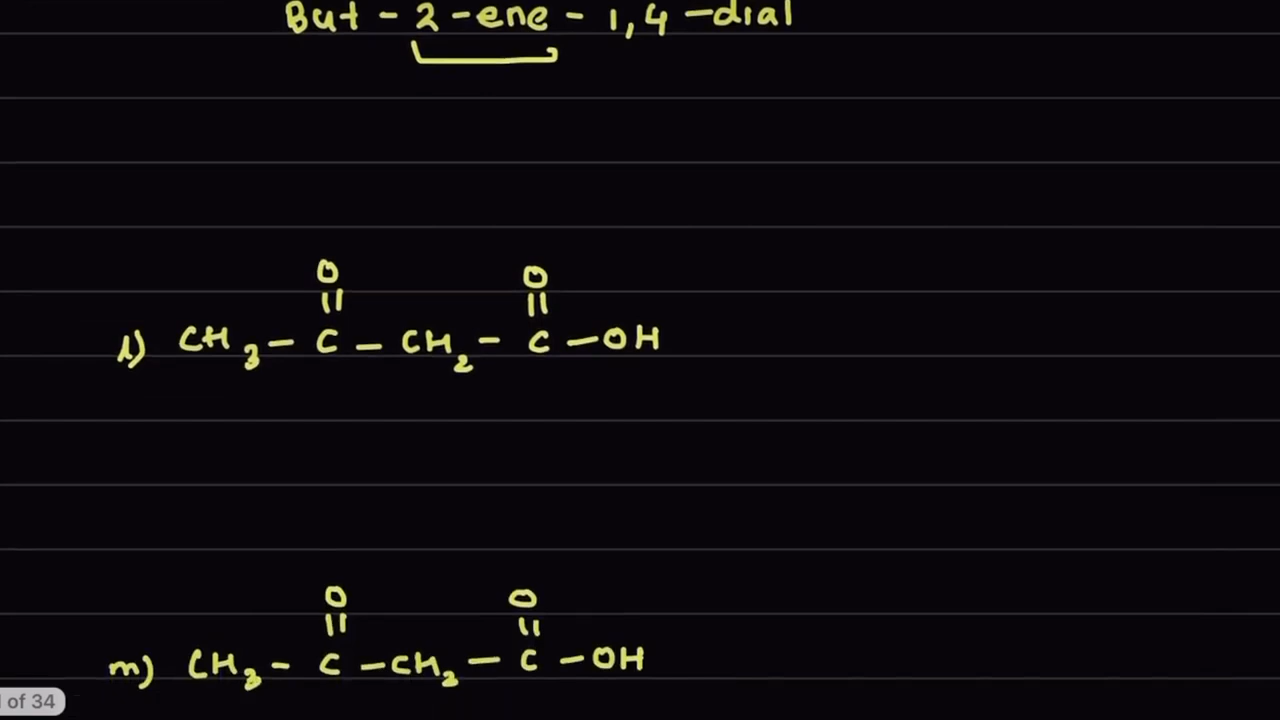 But - 2 - ene - 1,4 - dial
O O
|| ||
l) CH3 - C - CH2 - C - OH
O O
|| ||
m) CH3 - C - CH2 - C - OH
of 34